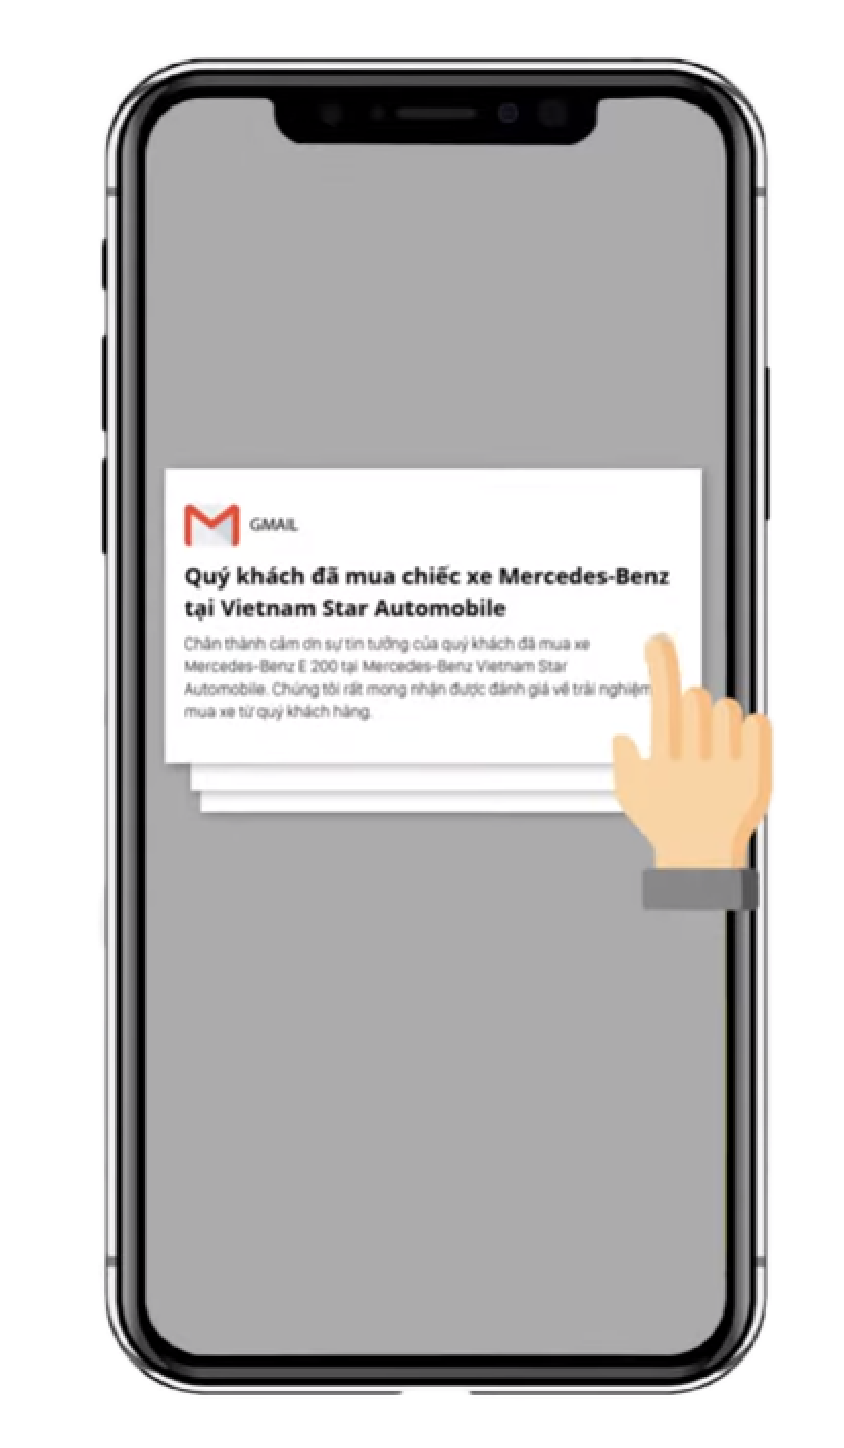 GMAIL
Quý khách đã mua chiếc xe Mercedes-Benz
tại Vietnam Star Automobile
Chân thành cảm ơn sự tin tưởng của quý khách đã mua xe
Mercedes-Benz E 200 tại Mercedes-Benz Vietnam Star
Automobile. Chúng tôi rất mong nhận được đánh giá về trải nghiệm
mua xe từ quý khách hàng.